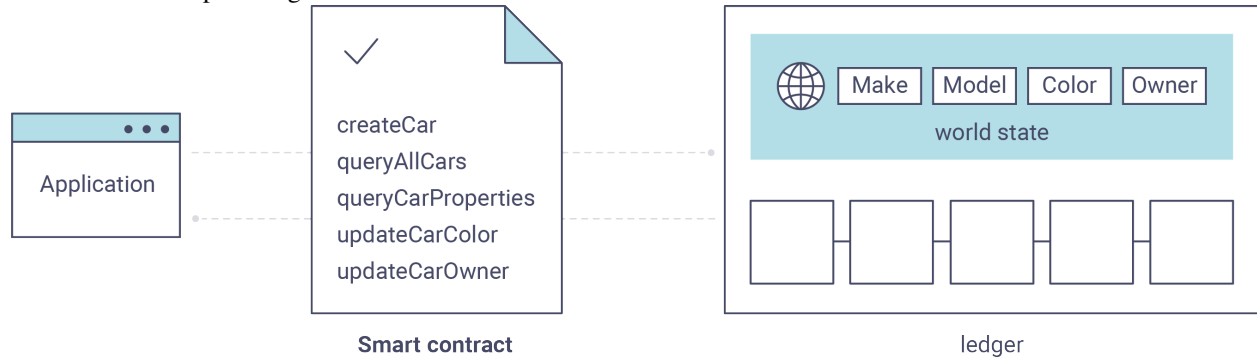 Application
createCar
queryAllCars
queryCarProperties
updateCarColor
updateCarOwner
Smart contract
Make Model Color Owner
world state
ledger